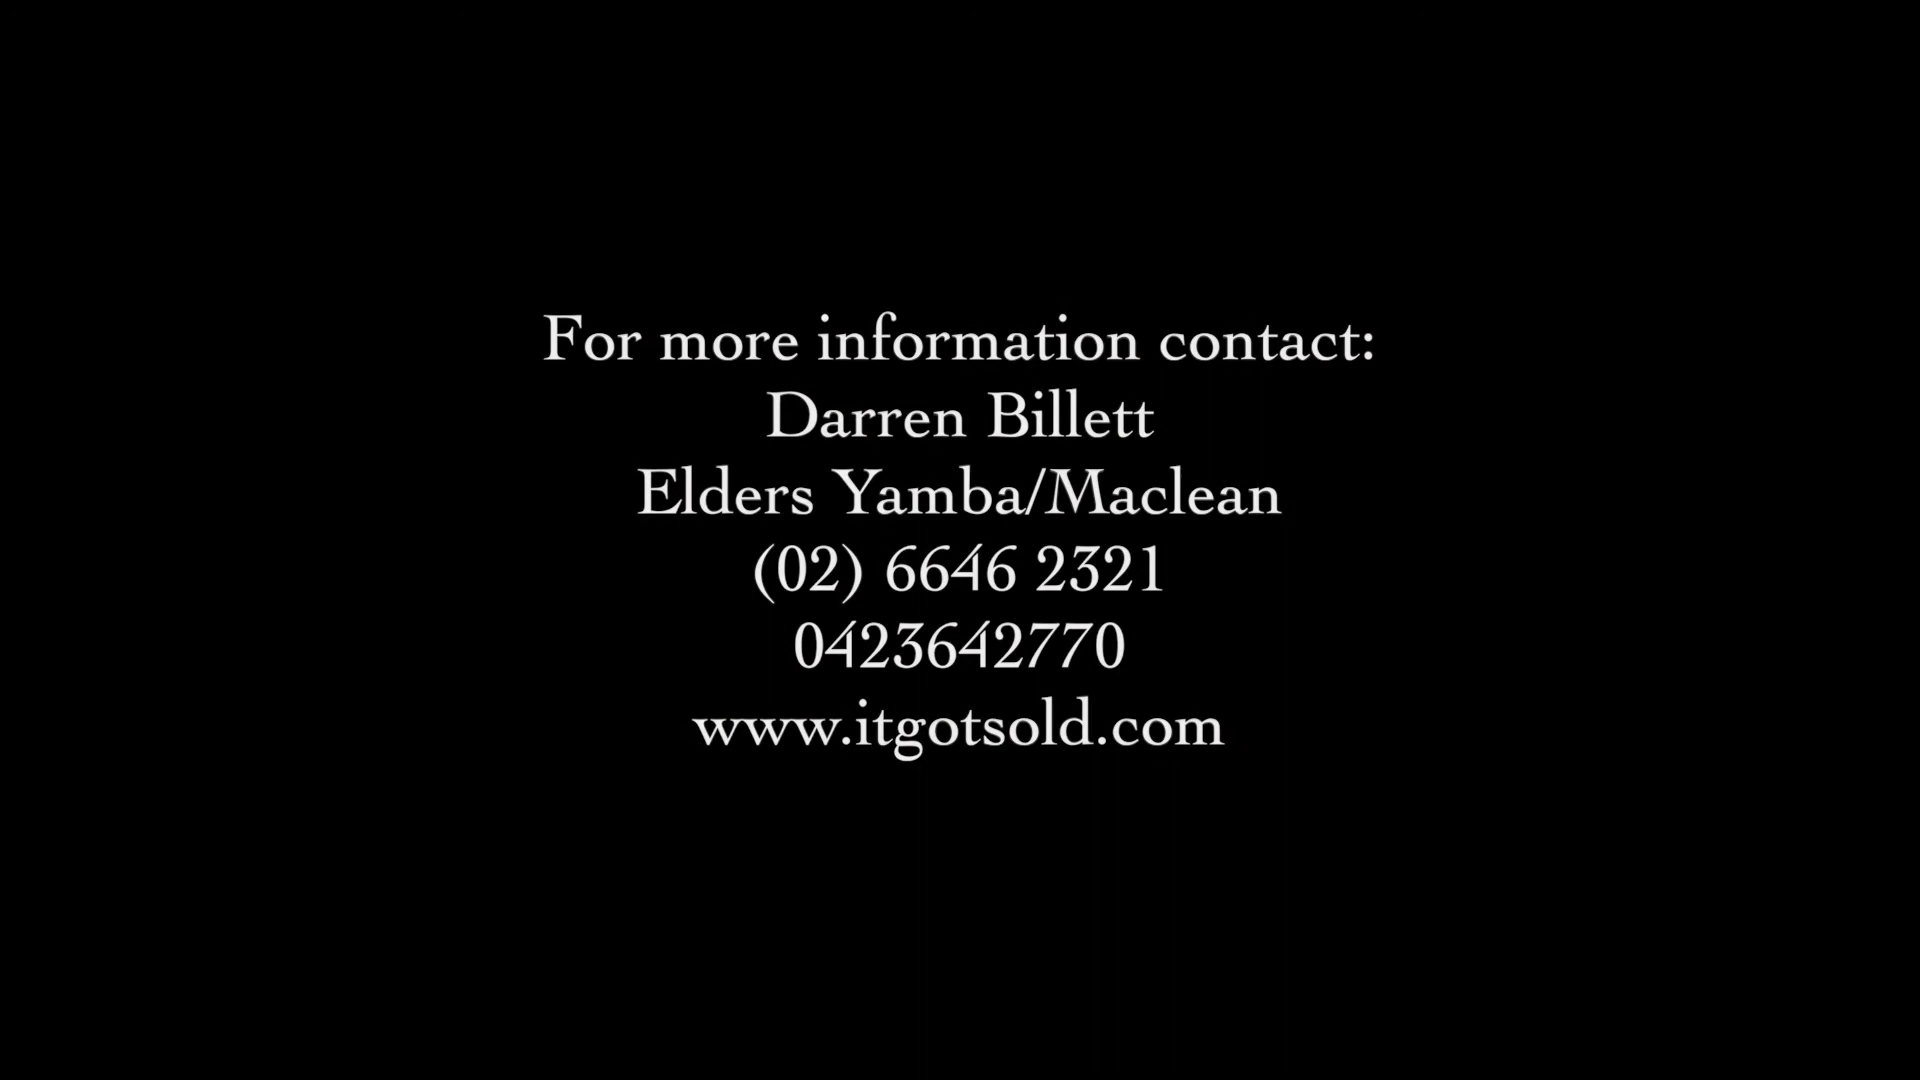 For more information contact:
Darren Billett
Elders Yamba/Maclean
(02) 6646 2321
0423642770
www.itgotsold.com